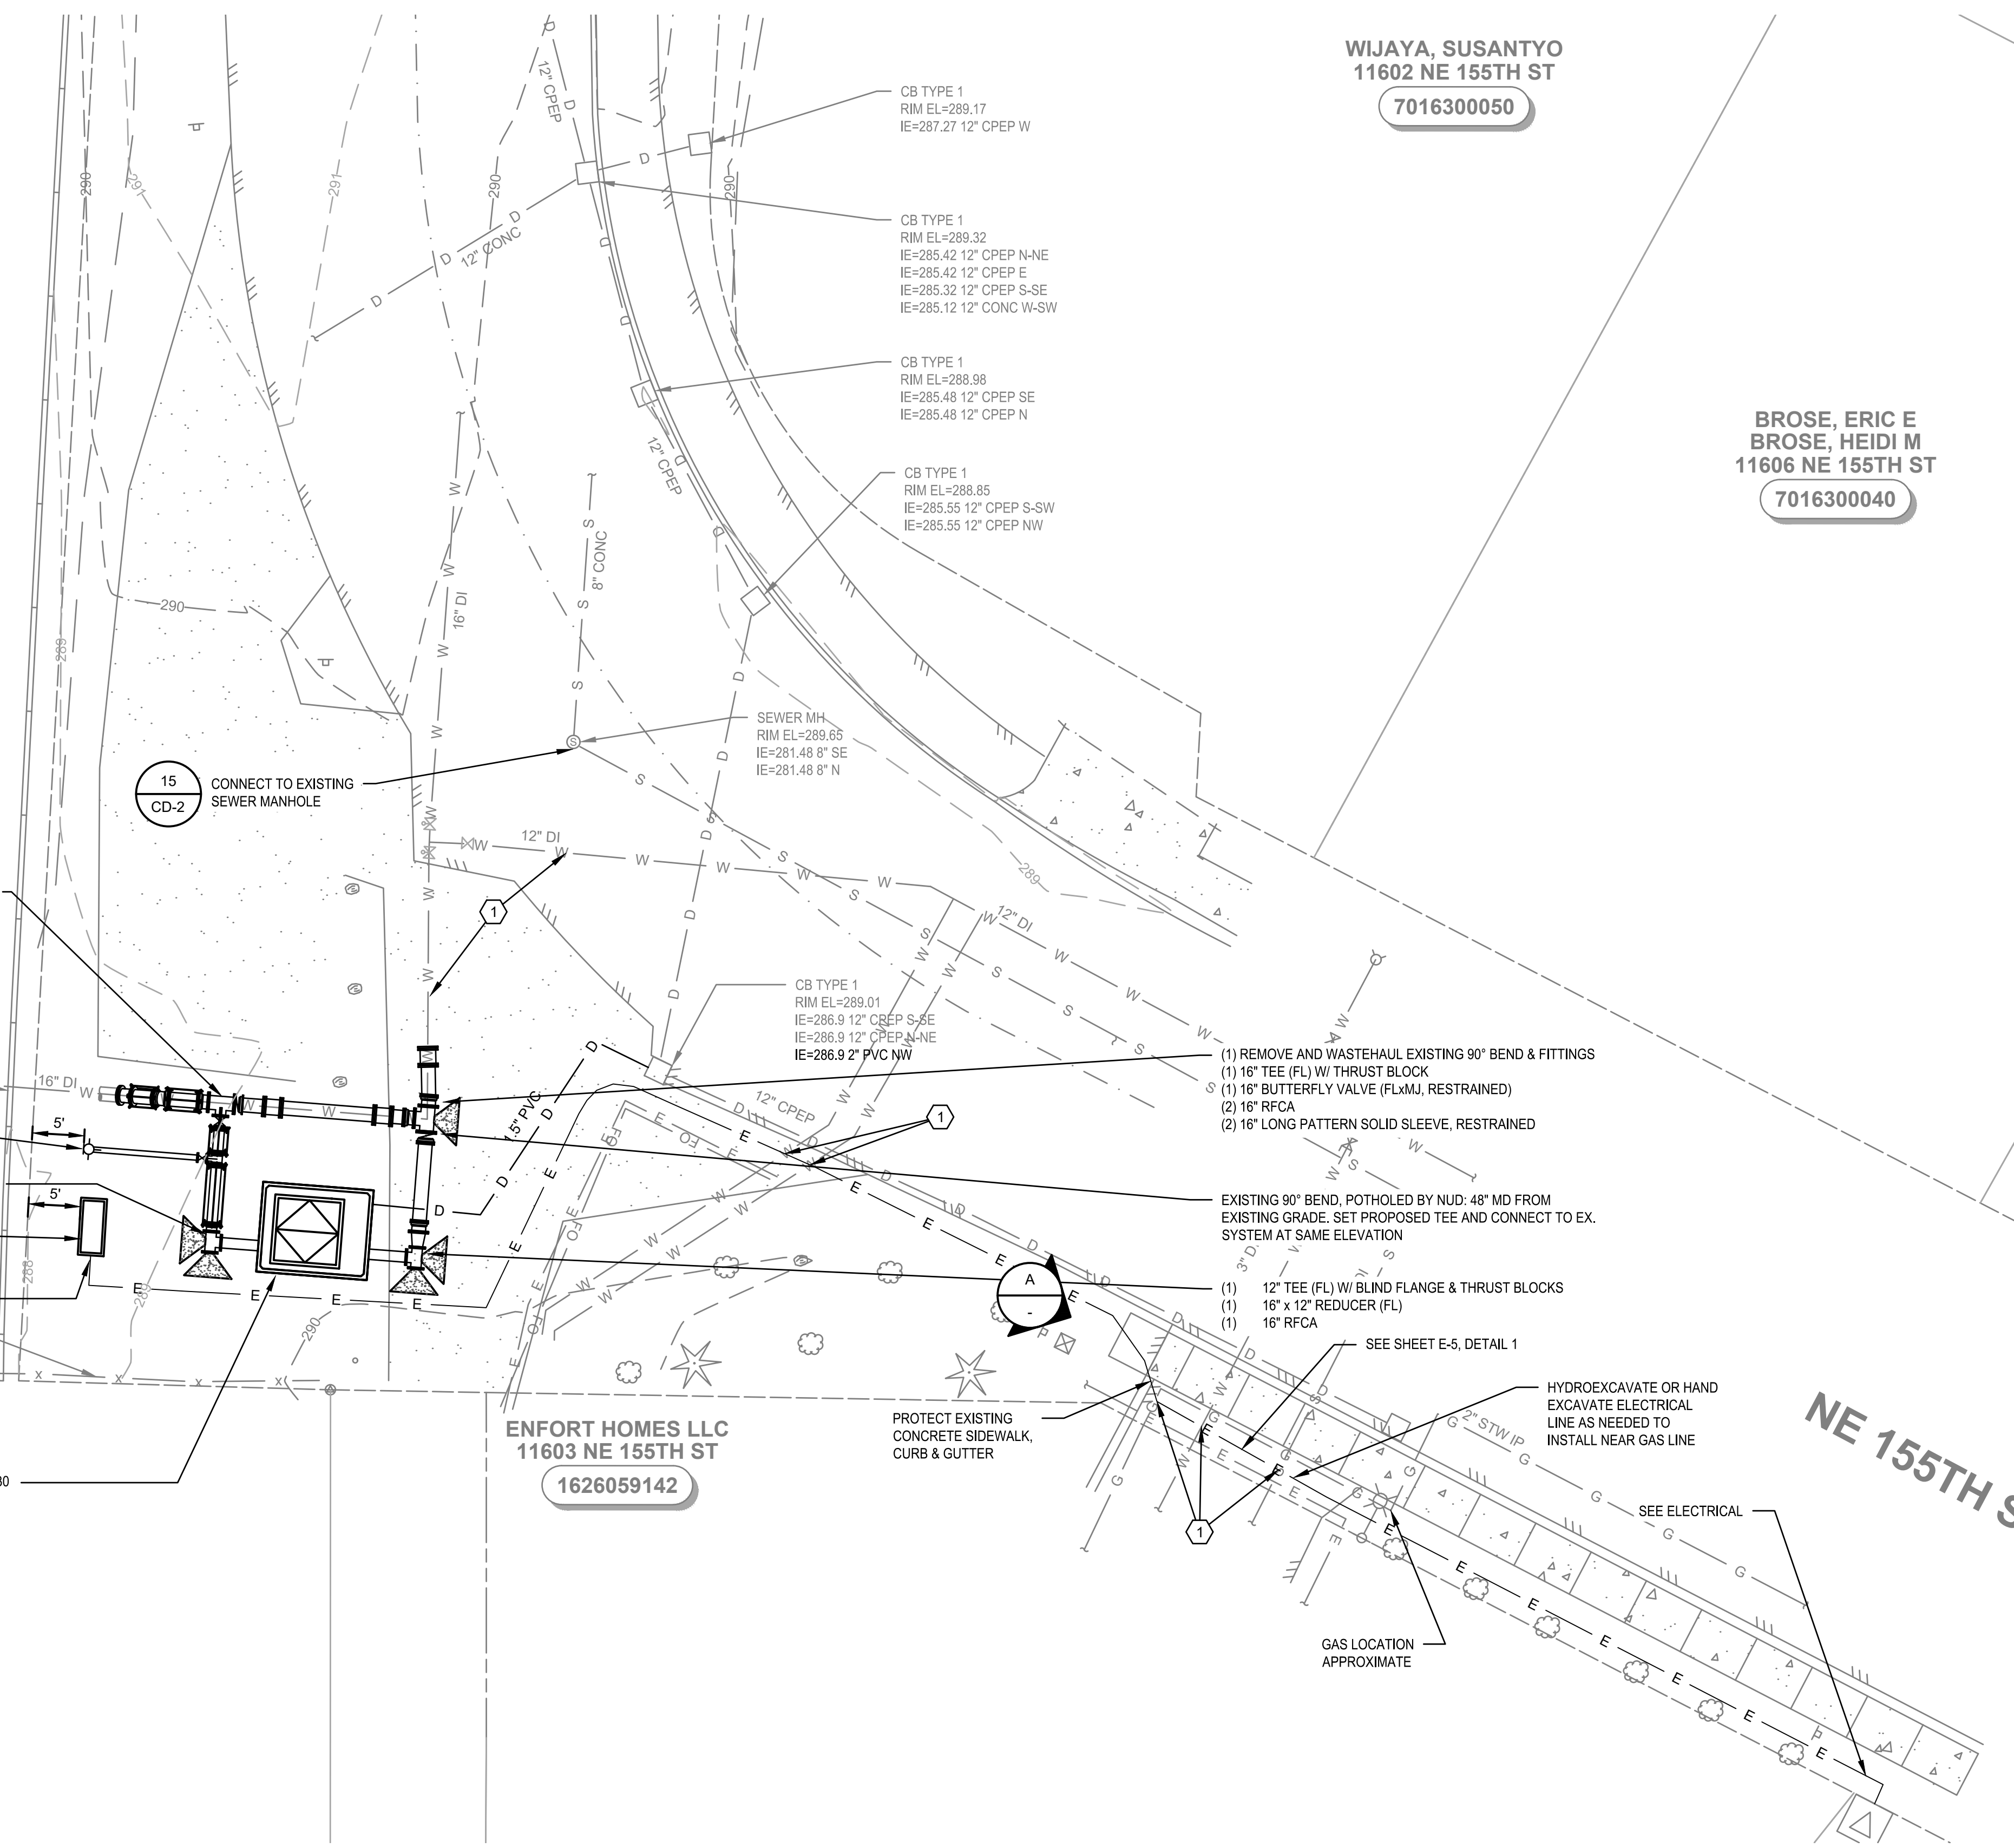 WIJAYA, SUSANTYO
11602 NE 155TH ST
7016300050
BROSE, ERIC E
BROSE, HEIDI M
11606 NE 155TH ST
7016300040
CB TYPE 1
RIM EL=289.17
IE=287.27 12" CPEP W
CB TYPE 1
RIM EL=289.32
IE=285.42 12" CPEP N-NE
IE=285.42 12" CPEP E
IE=285.32 12" CPEP S-SE
IE=285.12 12" CONC W-SW
CB TYPE 1
RIM EL=288.98
IE=285.48 12" CPEP SE
IE=285.48 12" CPEP N
CB TYPE 1
RIM EL=288.85
IE=285.55 12" CPEP S-SW
IE=285.55 12" CPEP NW
12" CPEP
12" CONC
12" CPEP
290
291
291
290
290
290
289
16" DI
8" CONC
SEWER MH
RIM EL=289.65
IE=281.48 8" SE
IE=281.48 8" N
15
CD-2
CONNECT TO EXISTING
SEWER MANHOLE
12" DI
289
12" DI
1
CB TYPE 1
RIM EL=289.01
IE=286.9 12" CPEP S-SE
IE=286.9 12" CPEP N-NE
IE=286.9 2" PVC NW
(1) REMOVE AND WASTEHAUL EXISTING 90° BEND & FITTINGS
(1) 16" TEE (FL) W/ THRUST BLOCK
(1) 16" BUTTERFLY VALVE (FLxMJ, RESTRAINED)
(2) 16" RFCA
(2) 16" LONG PATTERN SOLID SLEEVE, RESTRAINED
16" DI
5'
5'
1.5" PVC
12" CPEP
1
EXISTING 90° BEND, POTHOLED BY NUD: 48" MD FROM
EXISTING GRADE. SET PROPOSED TEE AND CONNECT TO EX.
SYSTEM AT SAME ELEVATION
(1) 12" TEE (FL) W/ BLIND FLANGE & THRUST BLOCKS
(1) 16" x 12" REDUCER (FL)
(1) 16" RFCA
A
-
288
290
SEE SHEET E-5, DETAIL 1
HYDROEXCAVATE OR HAND
EXCAVATE ELECTRICAL
LINE AS NEEDED TO
INSTALL NEAR GAS LINE
PROTECT EXISTING
CONCRETE SIDEWALK,
CURB & GUTTER
ENFORT HOMES LLC
11603 NE 155TH ST
1626059142
2" STW IP
NE 155TH S
1
SEE ELECTRICAL
GAS LOCATION
APPROXIMATE